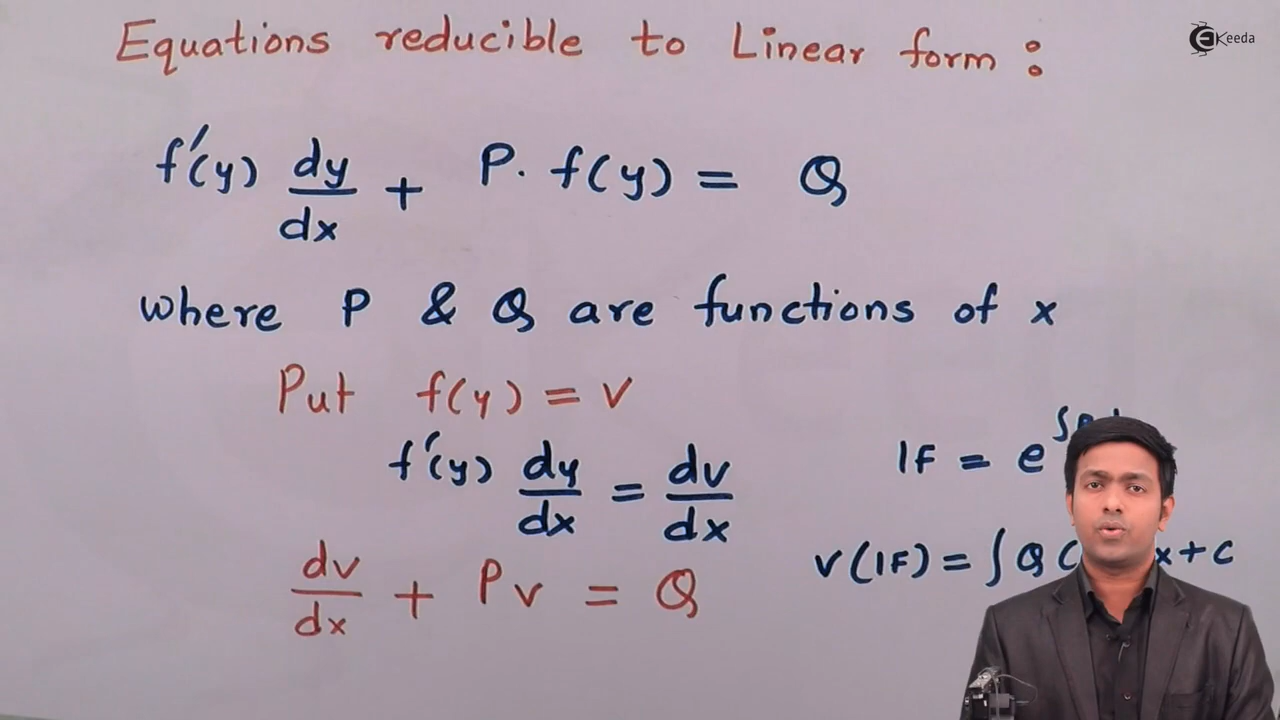 Equations reducible to Linear form :
Ekeeda
f'(y) dy/dx + P. f(y) = Q
where P & Q are functions of x
Put f(y) = v
f'(y) dy/dx = dv/dx
IF = e^∫
dv/dx + Pv = Q
v(IF) = ∫ Q ( x + c